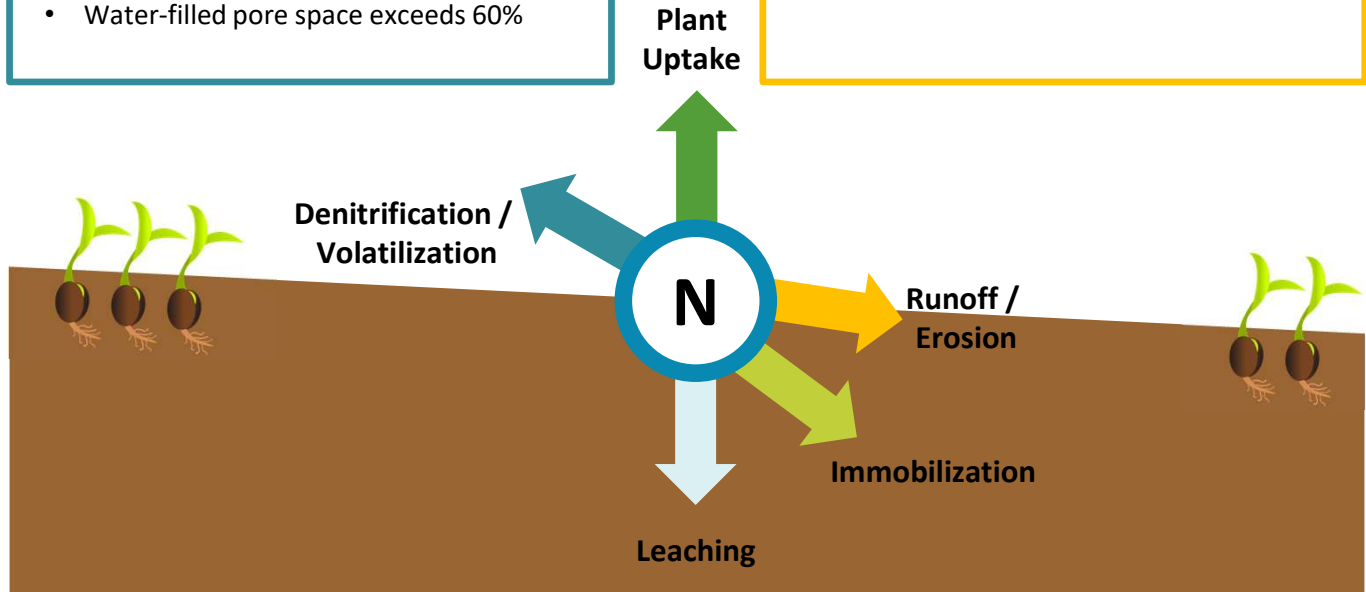 • Water-filled pore space exceeds 60%
Plant
Uptake
Denitrification /
Volatilization
N
Runoff /
Erosion
Immobilization
Leaching